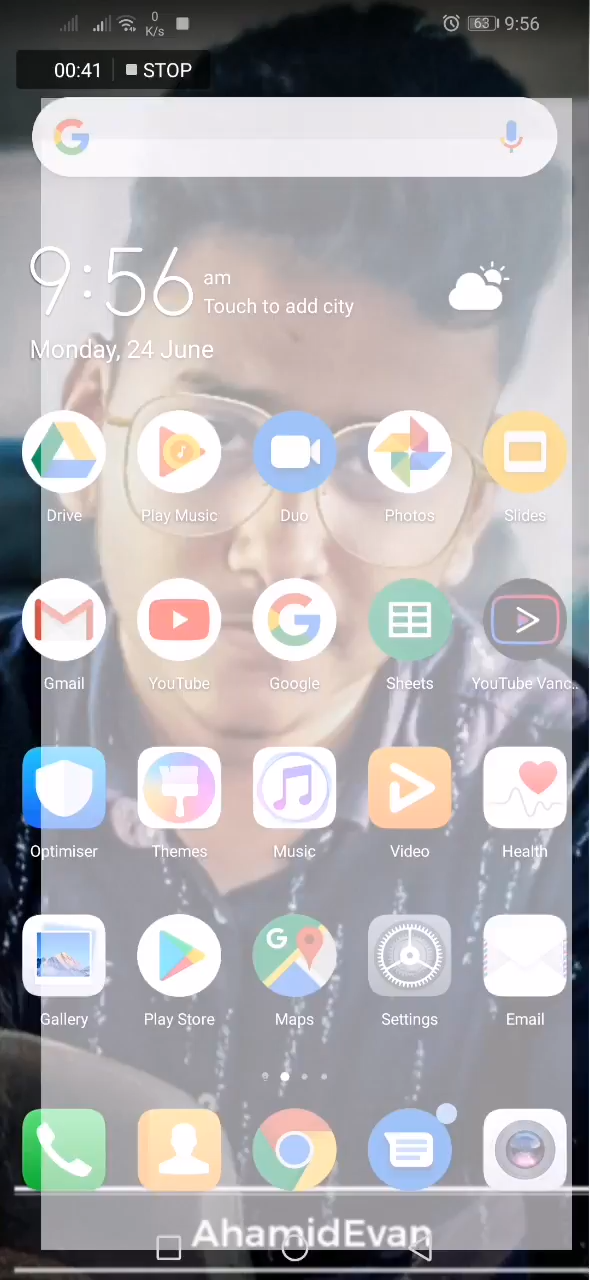 0 K/s 63 9:56
00:41 STOP
9:56 am
Touch to add city
Monday, 24 June
Drive Play Music Duo Photos Slides
Gmail YouTube Google Sheets YouTube Vanc..
Optimiser Themes Music Video Health
Gallery Play Store Maps Settings Email
AhamidEvan